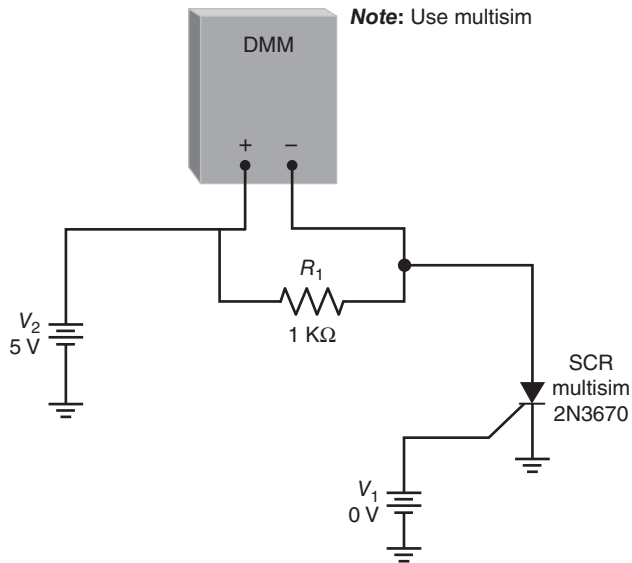 Note: Use multisim
DMM
+ −
R1
1 KΩ
V2
5 V
SCR
multisim
2N3670
V1
0 V